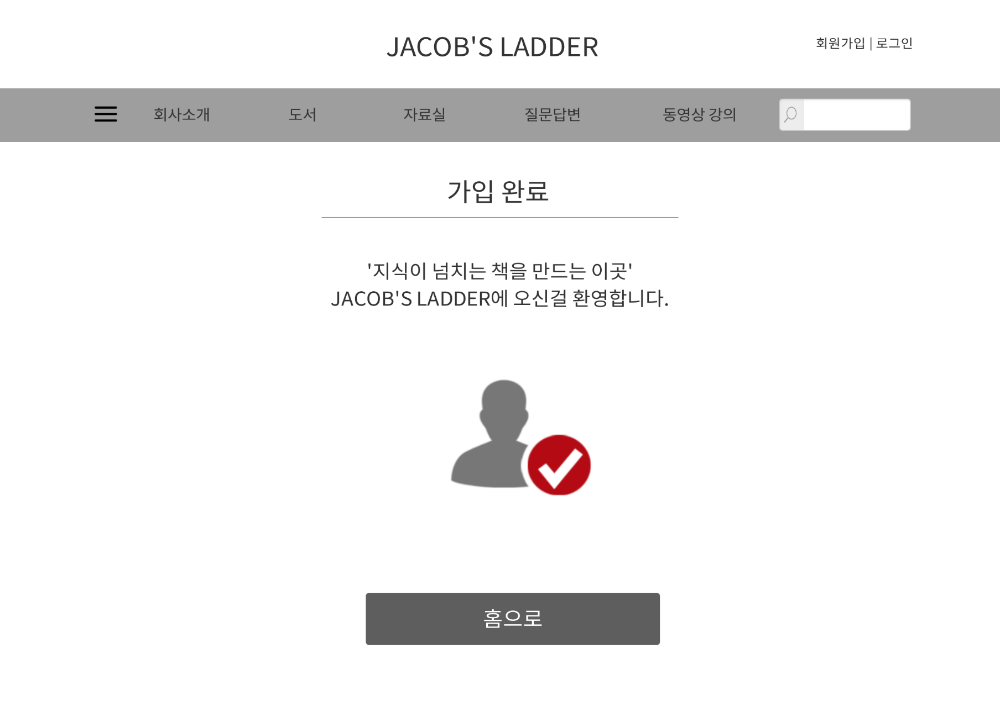 JACOB'S LADDER
회원가입 | 로그인
회사소개 도서 자료실 질문답변 동영상 강의
가입 완료
'지식이 넘치는 책을 만드는 이곳'
JACOB'S LADDER에 오신걸 환영합니다.
홈으로